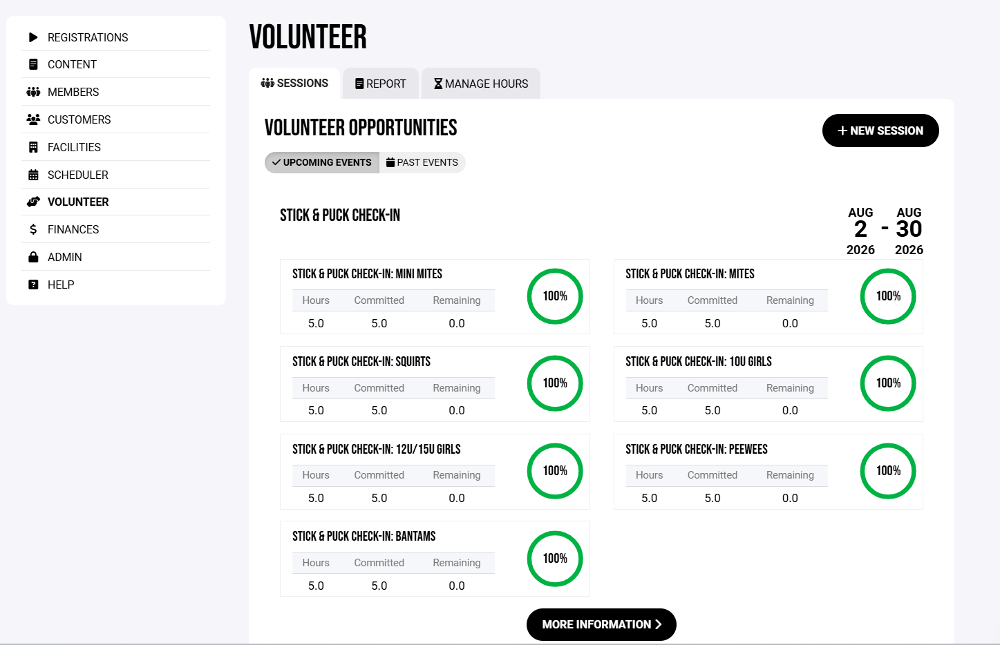 REGISTRATIONS
CONTENT
MEMBERS
CUSTOMERS
FACILITIES
SCHEDULER
VOLUNTEER
FINANCES
ADMIN
HELP
VOLUNTEER
SESSIONS REPORT MANAGE HOURS
VOLUNTEER OPPORTUNITIES
+ NEW SESSION
UPCOMING EVENTS PAST EVENTS
STICK & PUCK CHECK-IN
AUG AUG
2 - 30
2026 2026
STICK & PUCK CHECK-IN: MINI MITES
Hours Committed Remaining
5.0 5.0 0.0
100%
STICK & PUCK CHECK-IN: MITES
Hours Committed Remaining
5.0 5.0 0.0
100%
STICK & PUCK CHECK-IN: SQUIRTS
Hours Committed Remaining
5.0 5.0 0.0
100%
STICK & PUCK CHECK-IN: 10U GIRLS
Hours Committed Remaining
5.0 5.0 0.0
100%
STICK & PUCK CHECK-IN: 12U/15U GIRLS
Hours Committed Remaining
5.0 5.0 0.0
100%
STICK & PUCK CHECK-IN: PEEWEES
Hours Committed Remaining
5.0 5.0 0.0
100%
STICK & PUCK CHECK-IN: BANTAMS
Hours Committed Remaining
5.0 5.0 0.0
100%
MORE INFORMATION